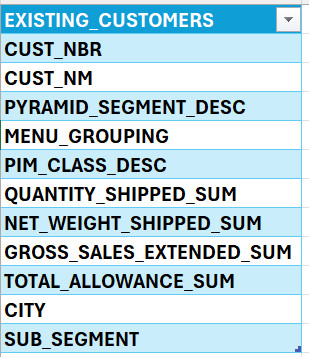 EXISTING_CUSTOMERS
CUST_NBR
CUST_NM
PYRAMID_SEGMENT_DESC
MENU_GROUPING
PIM_CLASS_DESC
QUANTITY_SHIPPED_SUM
NET_WEIGHT_SHIPPED_SUM
GROSS_SALES_EXTENDED_SUM
TOTAL_ALLOWANCE_SUM
CITY
SUB_SEGMENT